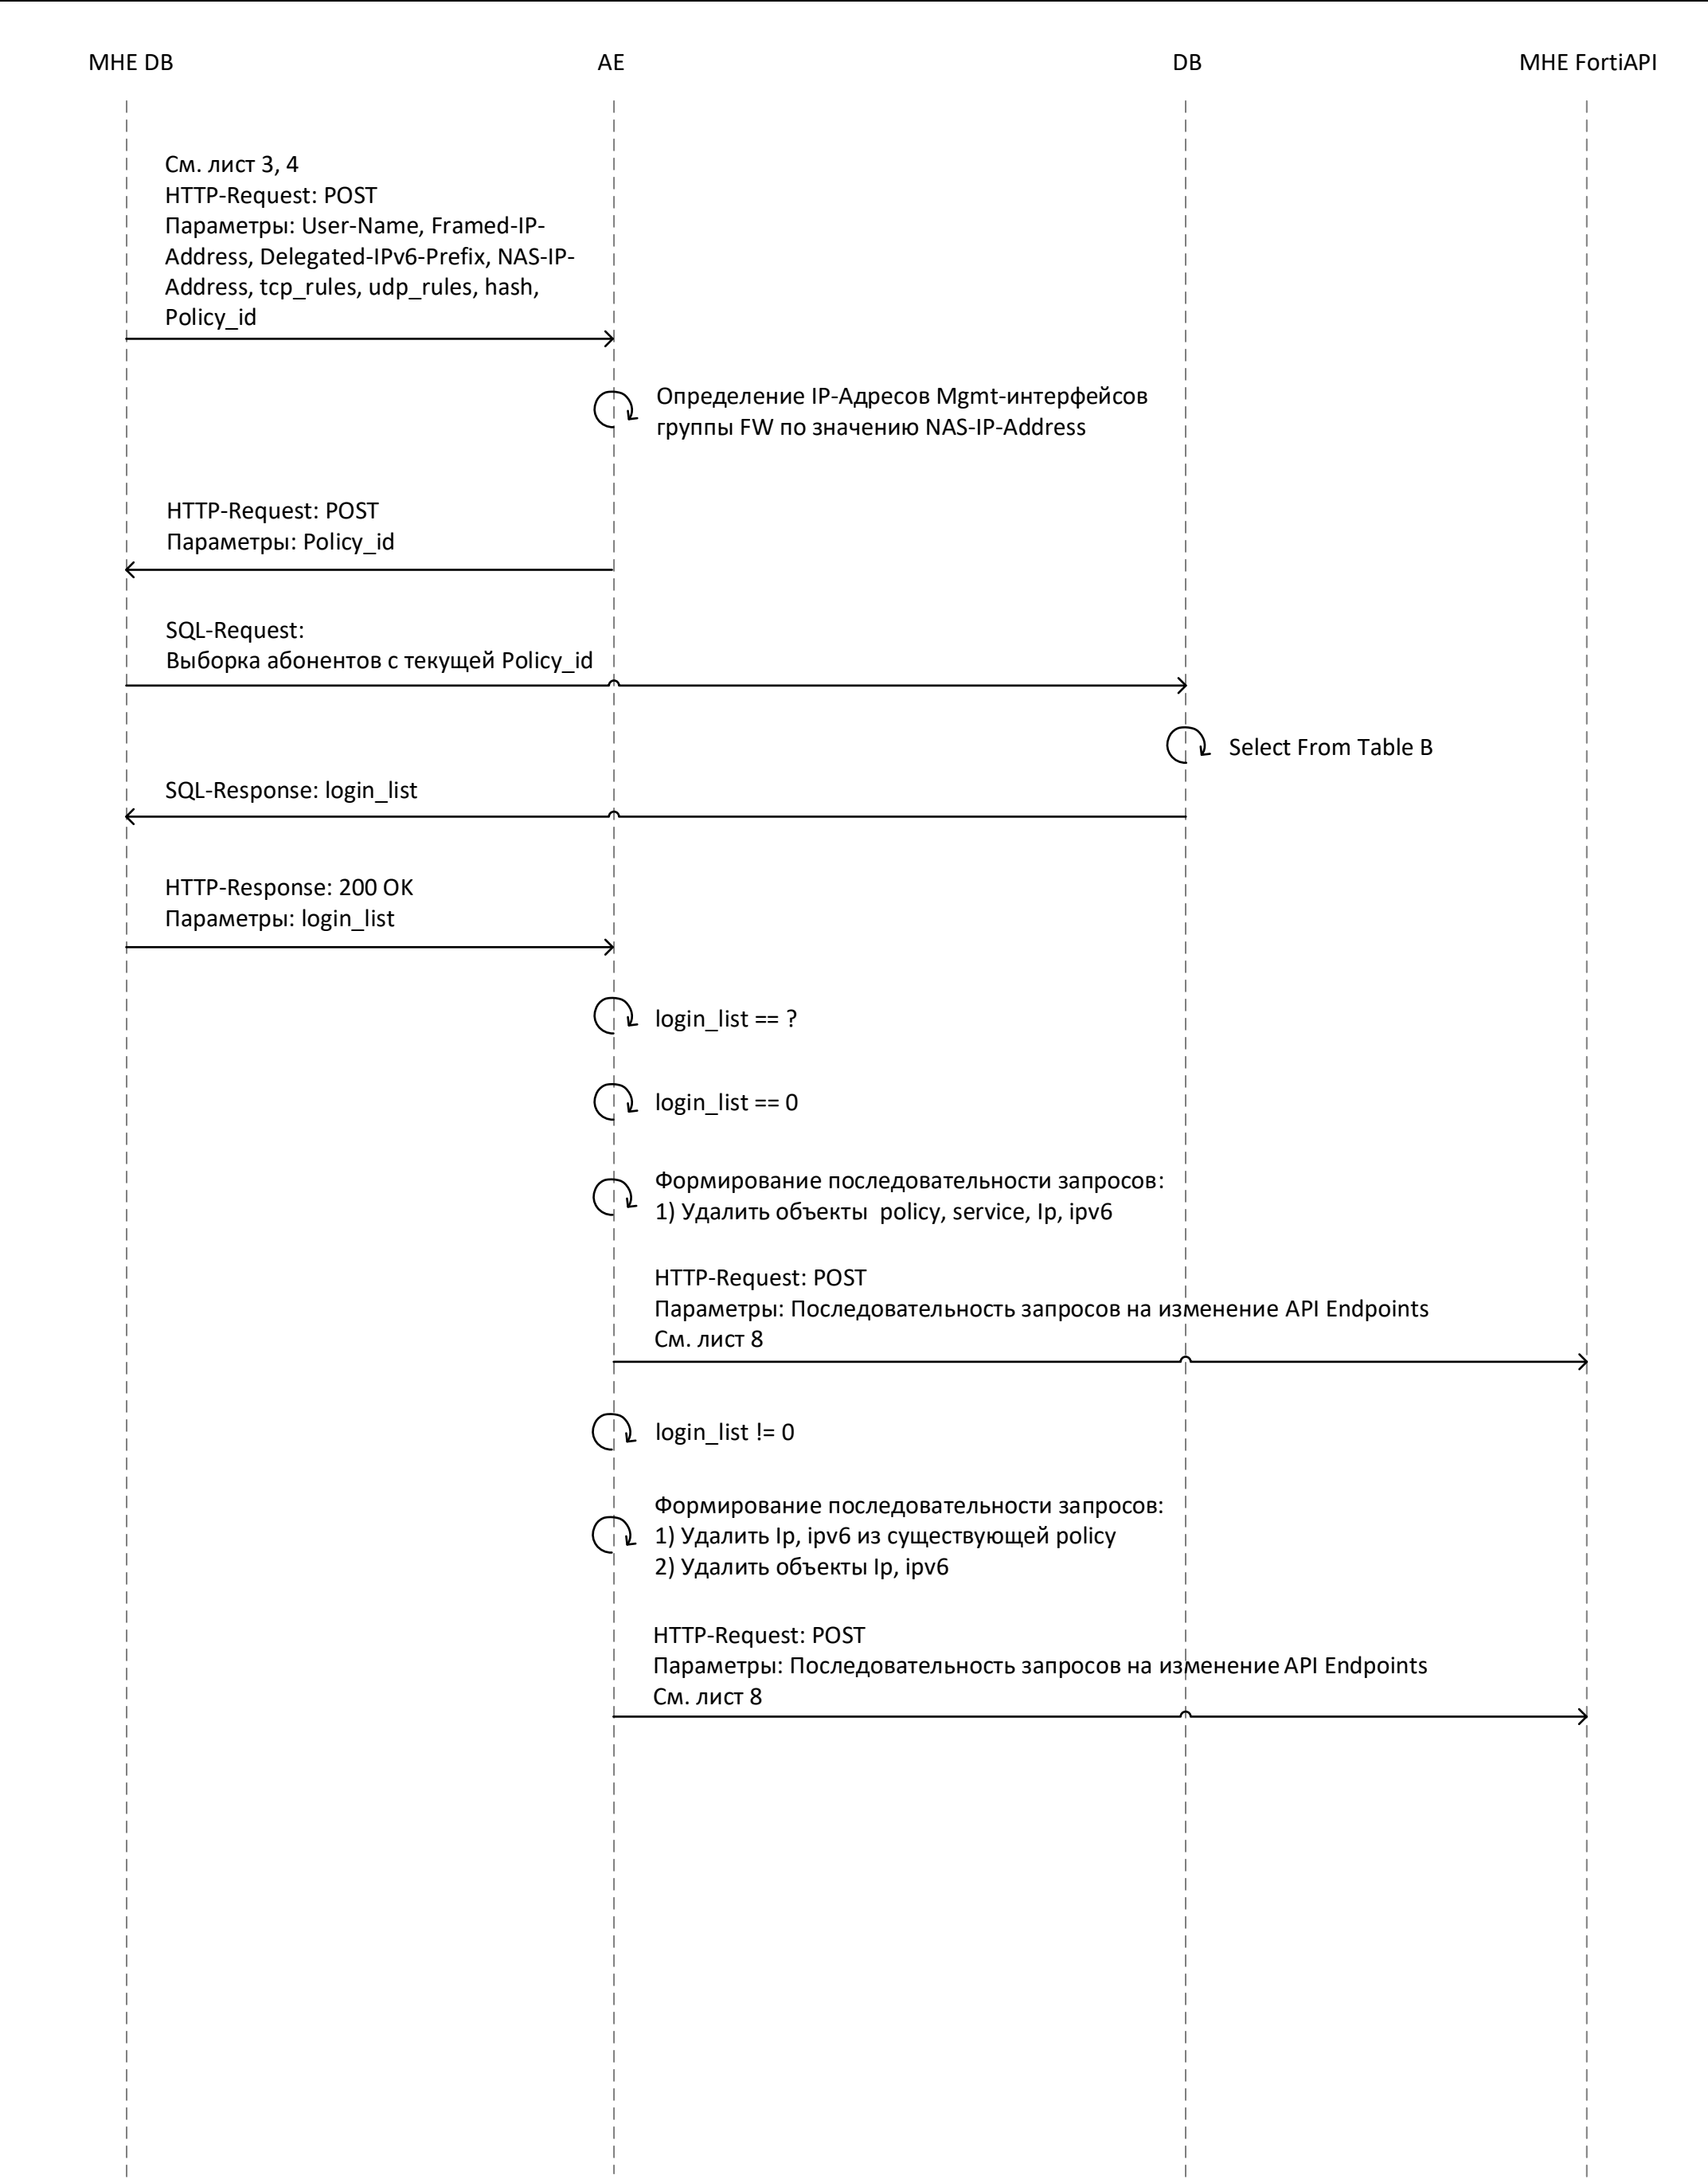 MHE DB
AE
DB
MHE FortiAPI
См. лист 3, 4
HTTP-Request: POST
Параметры: User-Name, Framed-IP-
Address, Delegated-IPv6-Prefix, NAS-IP-
Address, tcp_rules, udp_rules, hash,
Policy_id
Определение IP-Адресов Mgmt-интерфейсов
группы FW по значению NAS-IP-Address
HTTP-Request: POST
Параметры: Policy_id
SQL-Request:
Выборка абонентов с текущей Policy_id
Select From Table B
SQL-Response: login_list
HTTP-Response: 200 OK
Параметры: login_list
login_list == ?
login_list == 0
Формирование последовательности запросов:
1) Удалить объекты  policy, service, Ip, ipv6
HTTP-Request: POST
Параметры: Последовательность запросов на изменение API Endpoints
См. лист 8
login_list != 0
Формирование последовательности запросов:
1) Удалить Ip, ipv6 из существующей policy
2) Удалить объекты Ip, ipv6
HTTP-Request: POST
Параметры: Последовательность запросов на изменение API Endpoints
См. лист 8